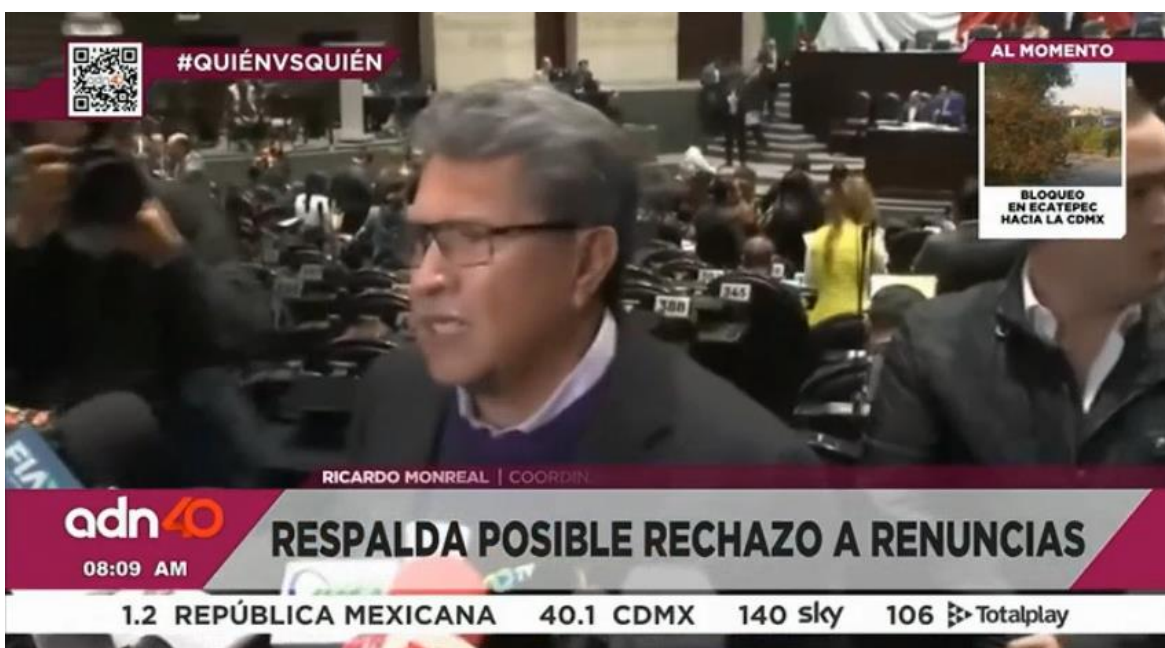 #QUIÉNVSQUIÉN
AL MOMENTO
BLOQUEO
EN ECATEPEC
HACIA LA CDMX
388
345
RICARDO MONREAL | COORDIN
adn40
RESPALDA POSIBLE RECHAZO A RENUNCIAS
08:09 AM
1.2 REPÚBLICA MEXICANA 40.1 CDMX 140 sky 106 Totalplay